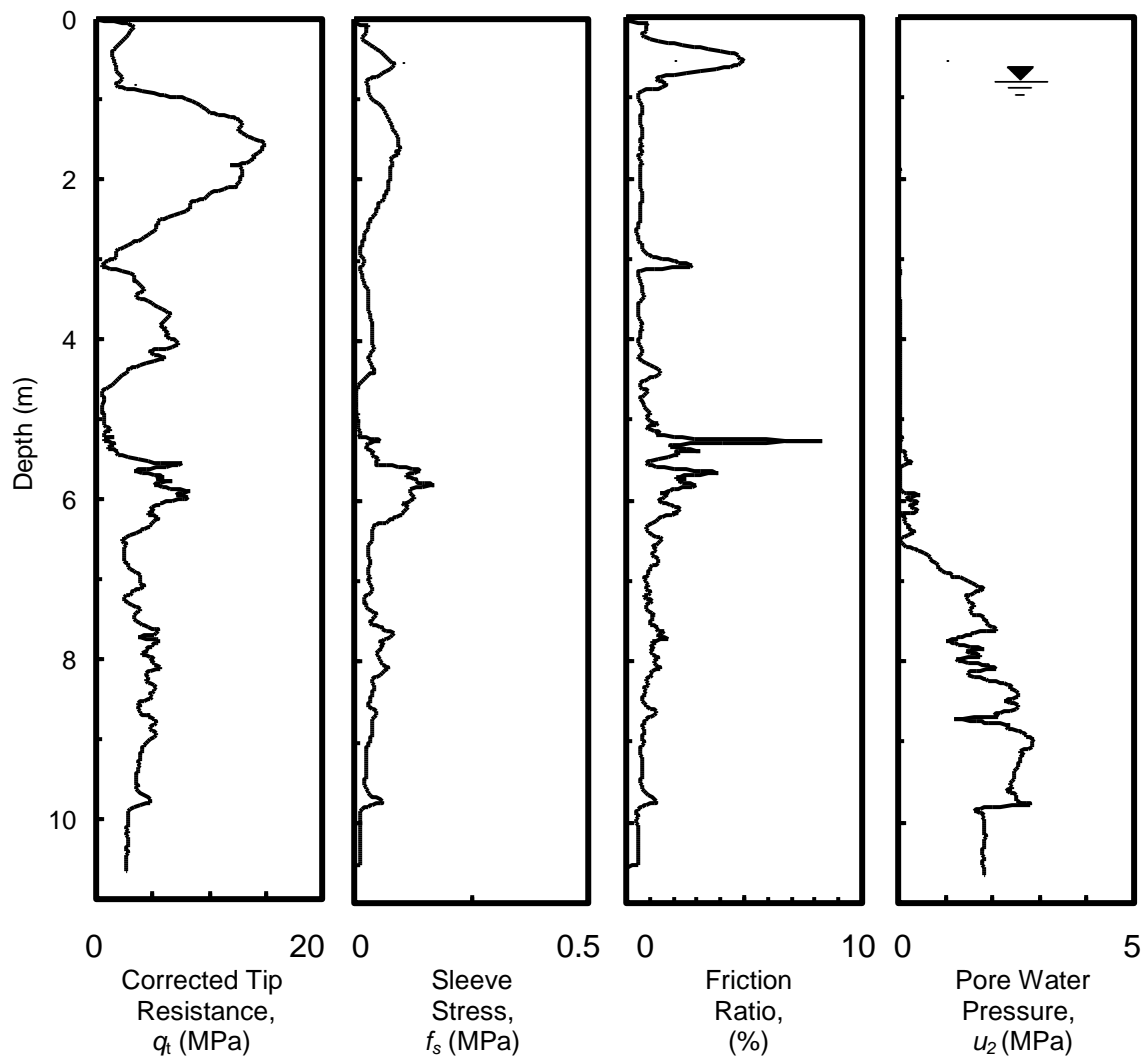 0
2
4
6
8
10
Depth (m)
0 20
Corrected Tip
Resistance,
qt (MPa)
0 0.5
Sleeve
Stress,
fs (MPa)
0 10
Friction
Ratio,
(%)
0 5
Pore Water
Pressure,
u2 (MPa)